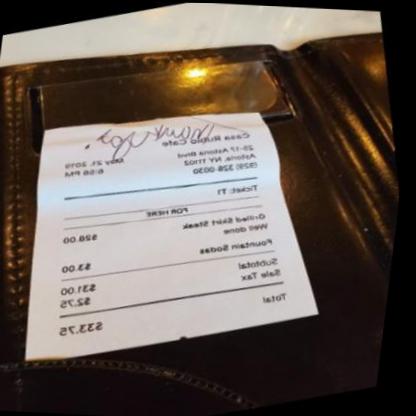 Thank you!
Casa Rubio Cafe
25-17 Astoria Blvd
Astoria, NY 11102
(929) 328-0030
May 21, 2019
6:56 PM
Ticket: T1
FOR HERE
Grilled Skirt Steak $28.00
Well done
Fountain Sodas $3.00
Subtotal $31.00
Sale Tax $2.75
Total $33.75